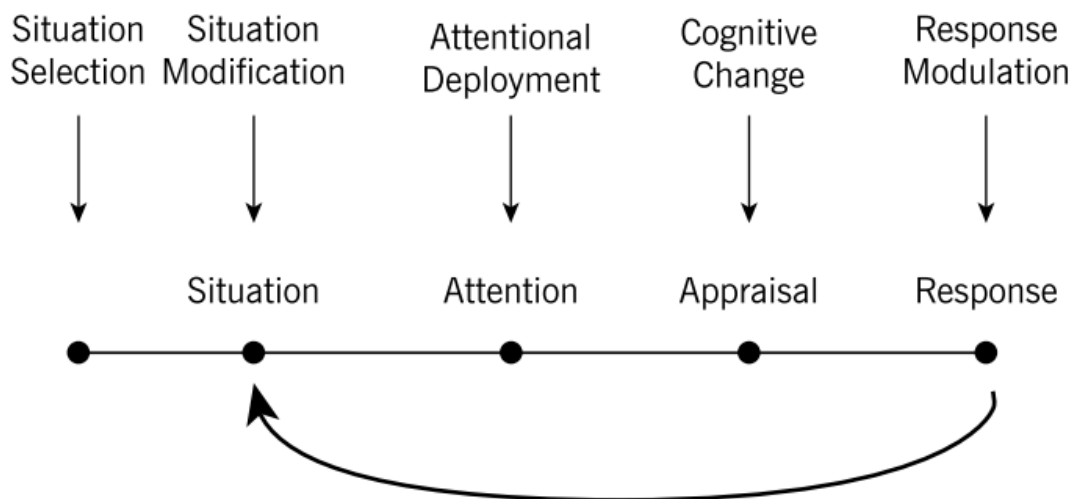 Situation
Selection
Situation
Modification
Attentional
Deployment
Cognitive
Change
Response
Modulation
Situation
Attention
Appraisal
Response